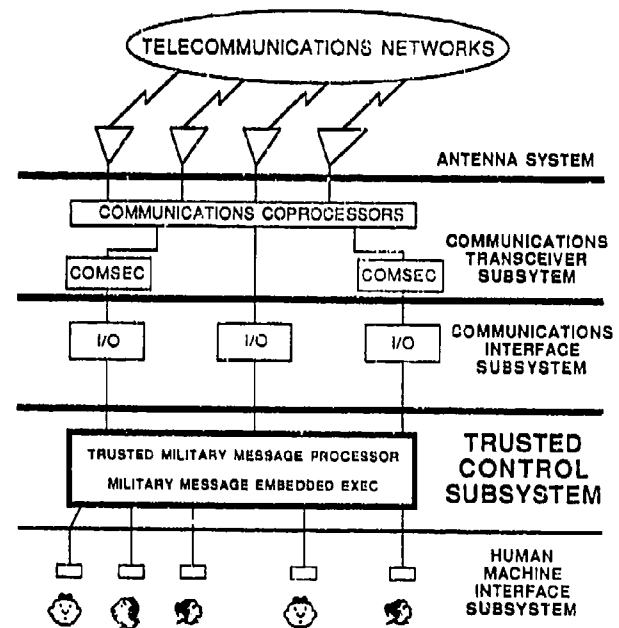 TELECOMMUNICATIONS NETWORKS
ANTENNA SYSTEM
COMMUNICATIONS COPROCESSORS
COMMUNICATIONS
TRANSCEIVER
SUBSYTEM
COMSEC
COMSEC
I/O
I/O
I/O
COMMUNICATIONS
INTERFACE
SUBSYSTEM
TRUSTED MILITARY MESSAGE PROCESSOR
MILITARY MESSAGE EMBEDDED EXEC
TRUSTED
CONTROL
SUBSYSTEM
HUMAN
MACHINE
INTERFACE
SUBSYSTEM